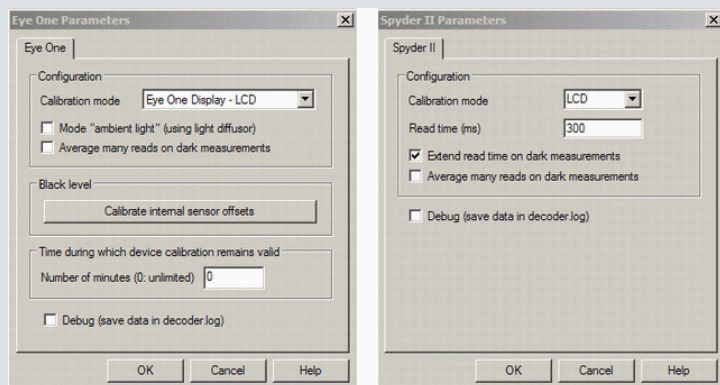 Eye One Parameters
Eye One
Configuration
Calibration mode Eye One Display - LCD
Mode "ambient light" (using light diffusor)
Average many reads on dark measurements
Black level
Calibrate internal sensor offsets
Time during which device calibration remains valid
Number of minutes (0: unlimited) 0
Debug (save data in decoder.log)
OK Cancel Help
Spyder II Parameters
Spyder II
Configuration
Calibration mode LCD
Read time (ms) 300
Extend read time on dark measurements
Average many reads on dark measurements
Debug (save data in decoder.log)
OK Cancel Help